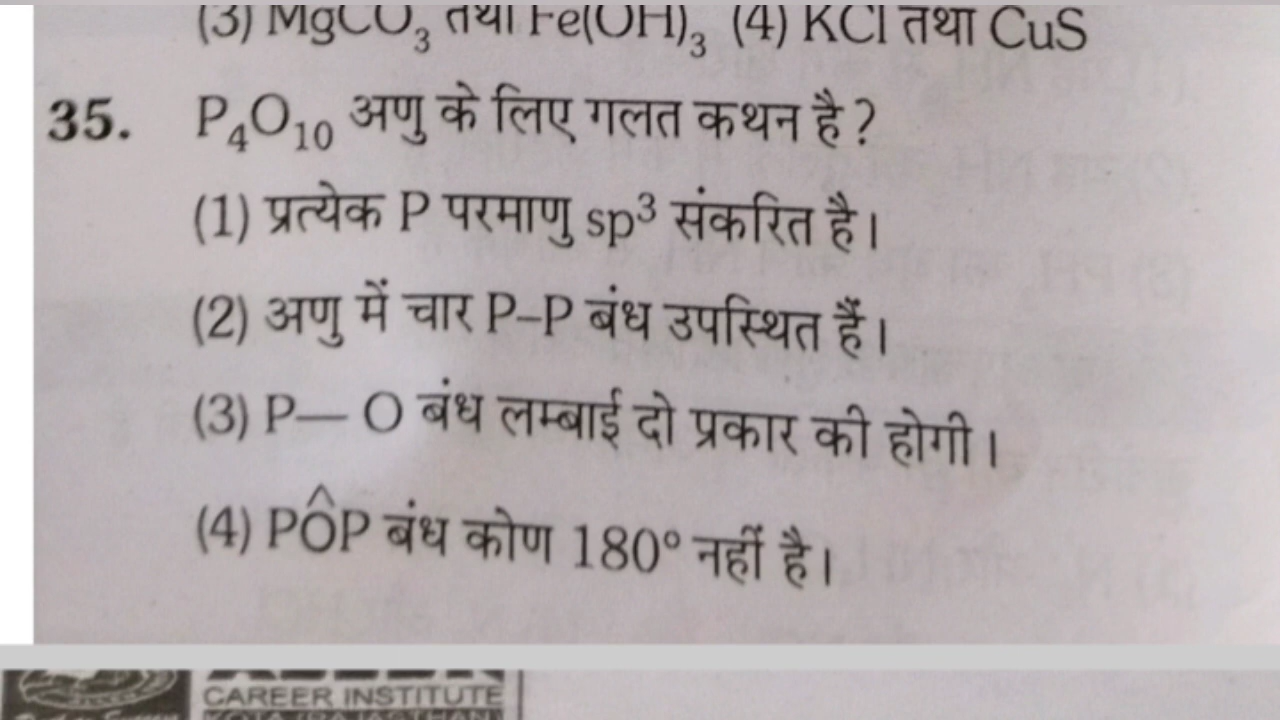 (3) MgCO₃ तथा Fe(OH)₃ (4) KCl तथा CuS
35. P₄O₁₀ अणु के लिए गलत कथन है ?
(1) प्रत्येक P परमाणु sp³ संकरित है।
(2) अणु में चार P–P बंध उपस्थित हैं।
(3) P— O बंध लम्बाई दो प्रकार की होगी।
(4) PÔP बंध कोण 180° नहीं है।
CAREER INSTITUTE